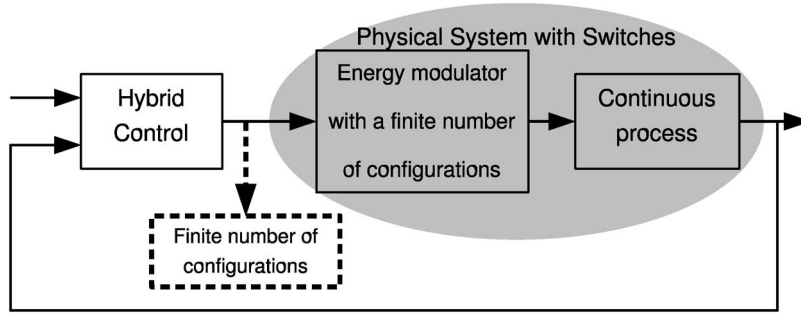 Physical System with Switches
Hybrid
Control
Energy modulator
with a finite number
of configurations
Continuous
process
Finite number of
configurations